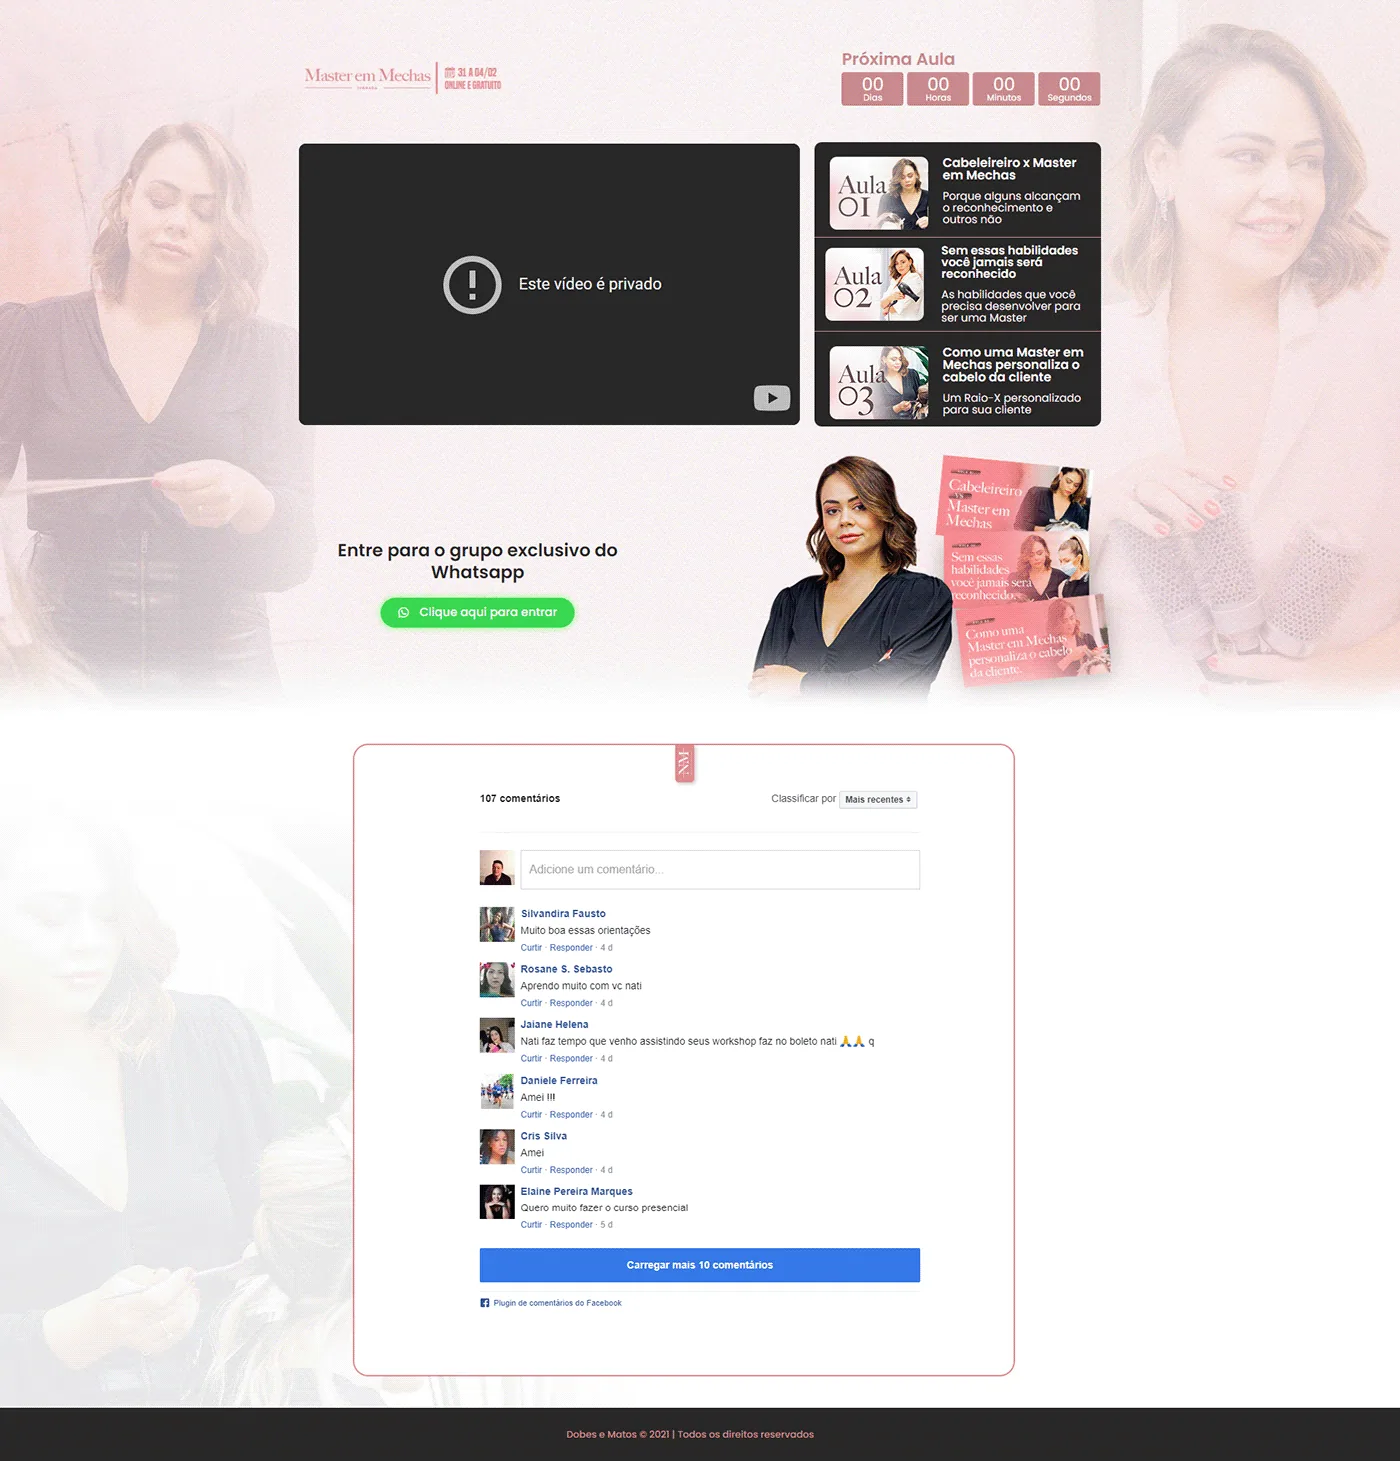 Master em Mechas
31 A 04/02
ONLINE E GRATUITO
Próxima Aula
00
Dias
00
Horas
00
Minutos
00
Segundos
Este vídeo é privado
Aula
01
Cabeleireiro x Master
em Mechas
Porque alguns alcançam
o reconhecimento e
outros não
Aula
02
Sem essas habilidades
você jamais será
reconhecido
As habilidades que você
precisa desenvolver para
ser uma Master
Aula
03
Como uma Master em
Mechas personaliza o
cabelo da cliente
Um Raio-X personalizado
para sua cliente
Entre para o grupo exclusivo do
Whatsapp
Clique aqui para entrar
Cabeleireiro
vs
Master em
Mechas
Sem essas
habilidades
você jamais será
reconhecido.
Como uma
Master em Mechas
personaliza o cabelo
da cliente.
NM
107 comentários
Classificar por Mais recentes
Adicione um comentário...
Silvandira Fausto
Muito boa essas orientações
Curtir · Responder · 4 d
Rosane S. Sebasto
Aprendo muito com vc nati
Curtir · Responder · 4 d
Jaiane Helena
Nati faz tempo que venho assistindo seus workshop faz no boleto nati 🙏🙏 q
Curtir · Responder · 4 d
Daniele Ferreira
Amei !!!
Curtir · Responder · 4 d
Cris Silva
Amei
Curtir · Responder · 4 d
Elaine Pereira Marques
Quero muito fazer o curso presencial
Curtir · Responder · 5 d
Carregar mais 10 comentários
Plugin de comentários do Facebook
Dobes e Matos © 2021 | Todos os direitos reservados